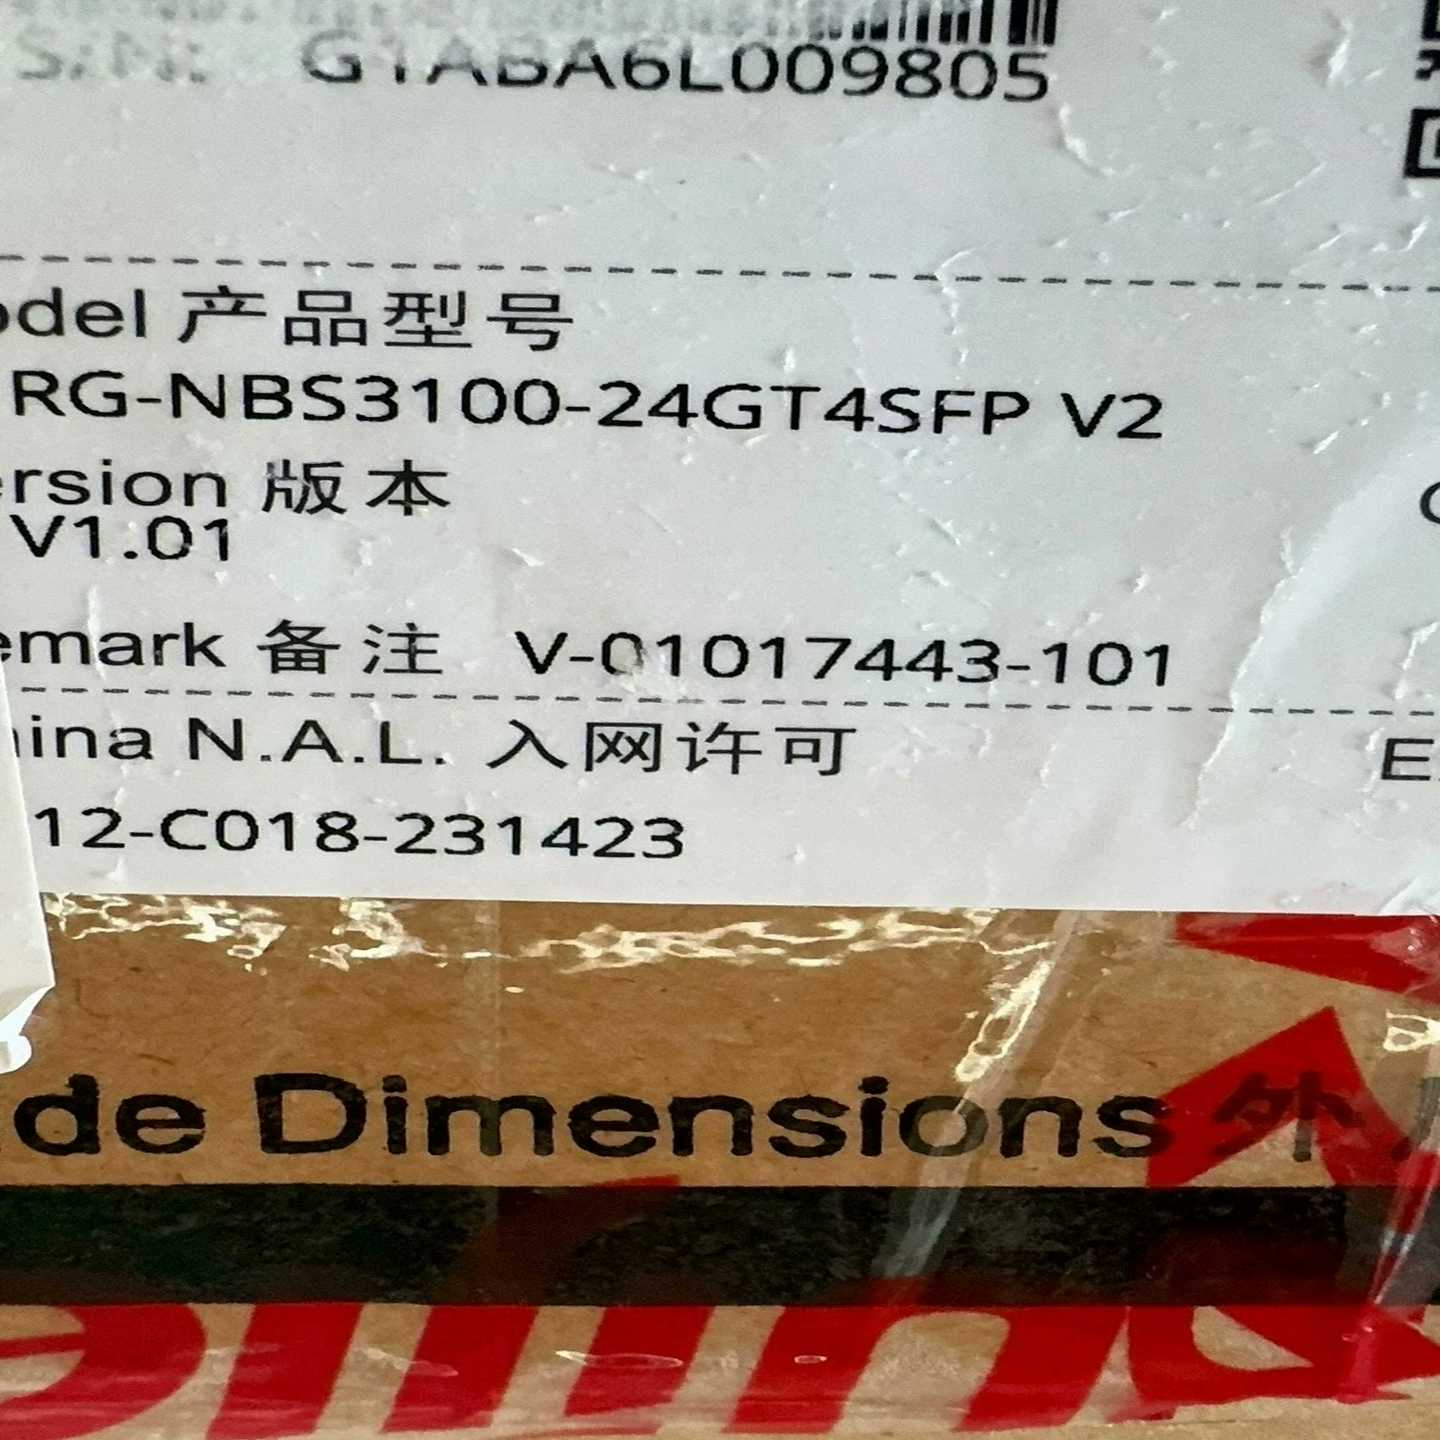 S/N: G1ABA6L009805
odel 产品型号
RG-NBS3100-24GT4SFP V2
ersion 版本
V1.01
emark 备注 V-01017443-101
hina N.A.L. 入网许可
12-C018-231423
de Dimensions 外